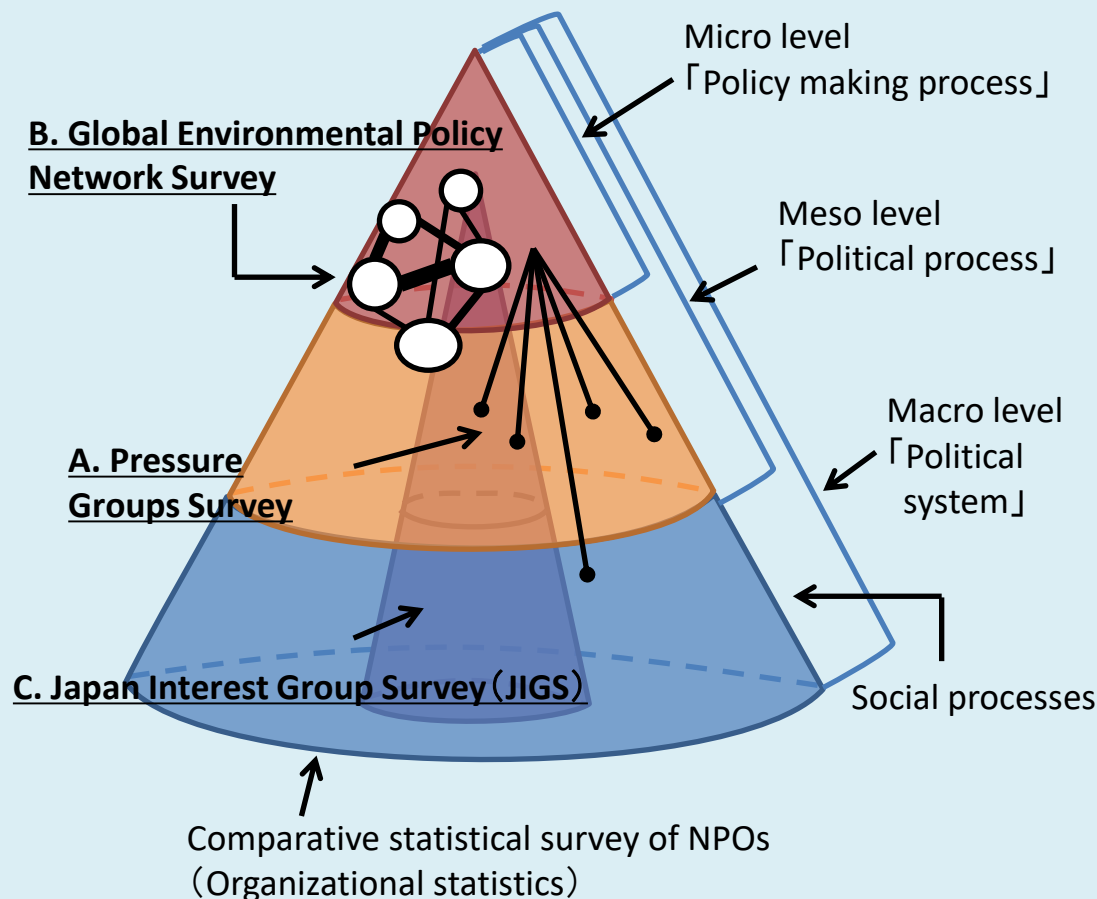 Micro level
「Policy making process」
B. Global Environmental Policy
Network Survey
Meso level
「Political process」
Macro level
「Political
system」
A. Pressure
Groups Survey
C. Japan Interest Group Survey（JIGS）
Social processes
Comparative statistical survey of NPOs
（Organizational statistics）